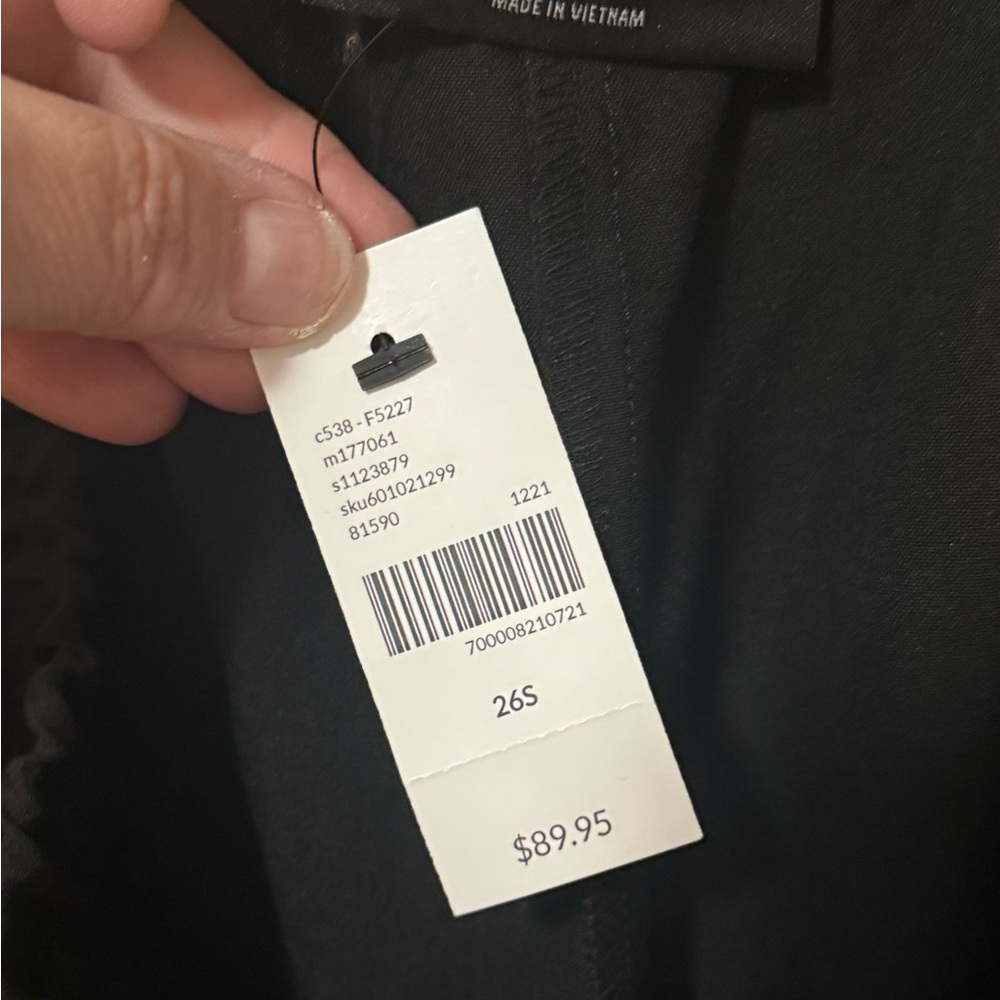 MADE IN VIETNAM
c538 - F5227
m177061
s1123879
sku601021299
81590
1221
700008210721
26S
$89.95